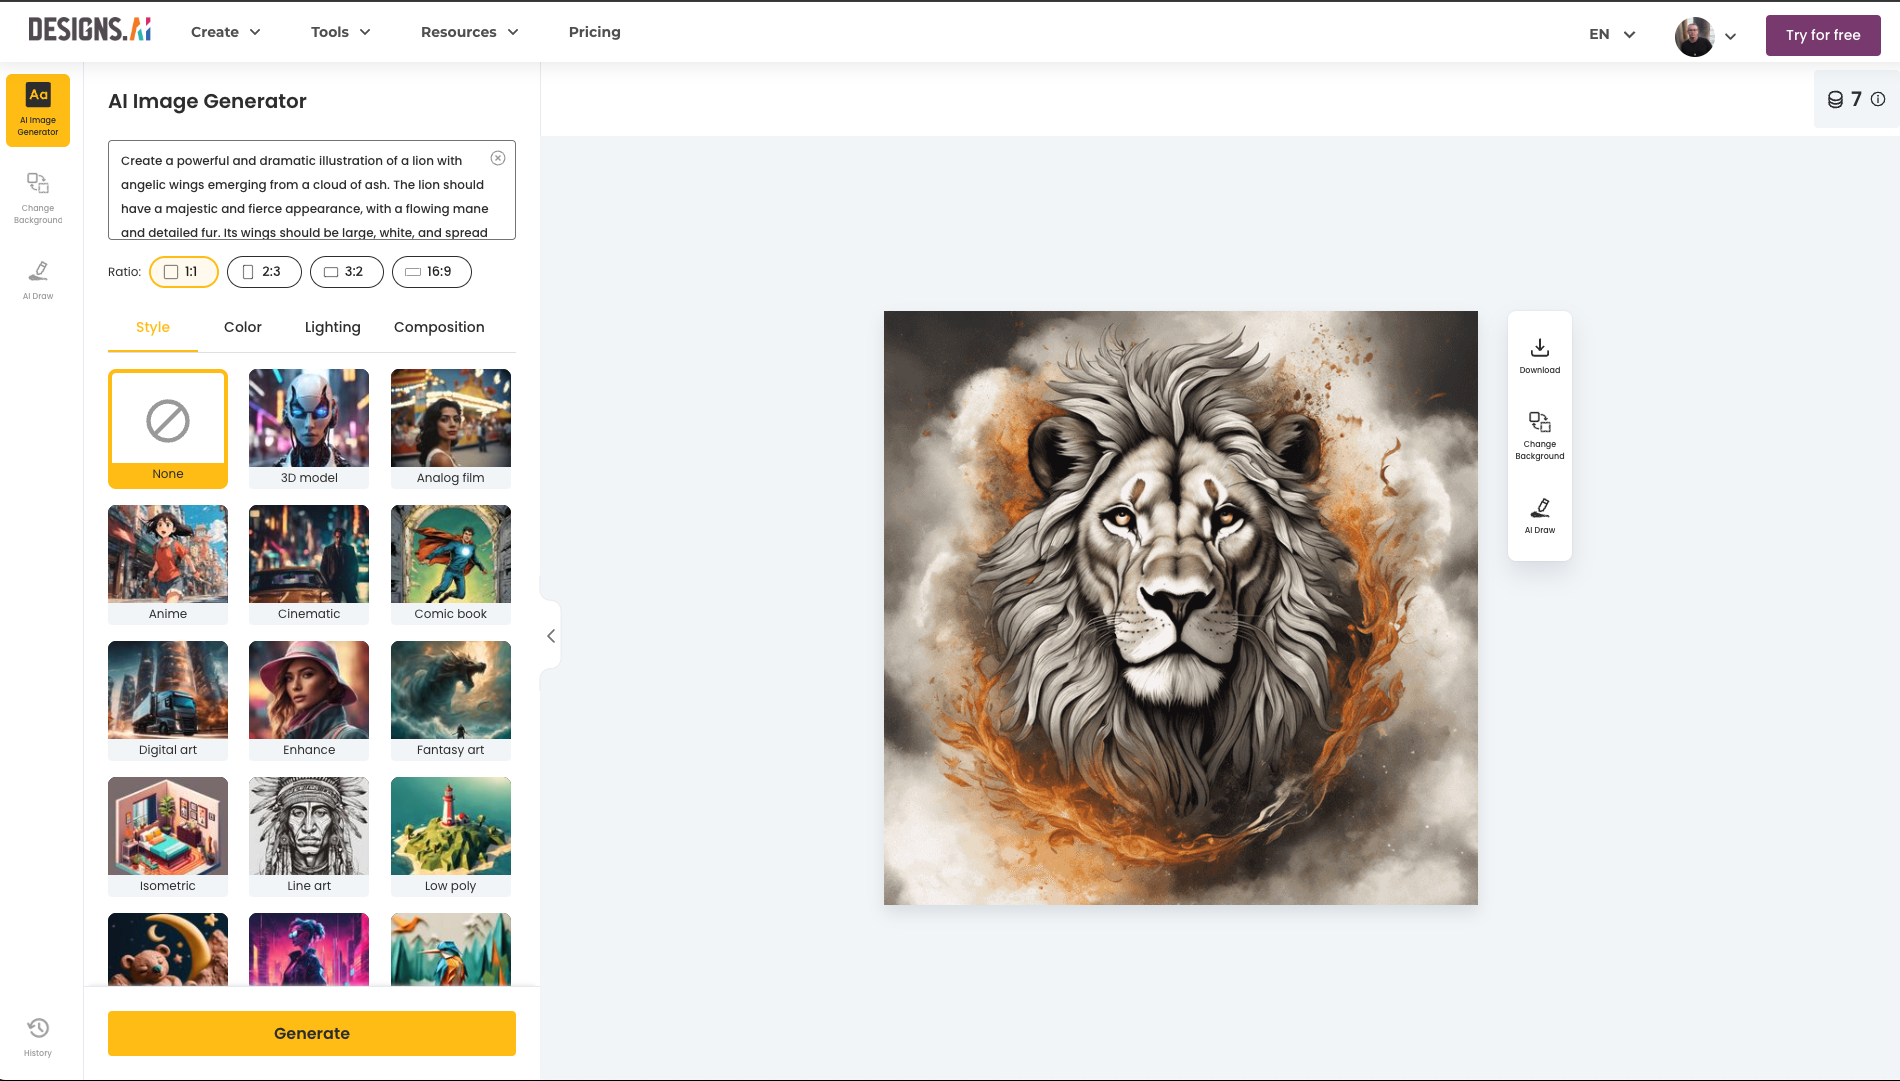 DESIGNS.AI
Create
Tools
Resources
Pricing
EN
Try for free
Aa
AI Image
Generator
Change
Background
AI Draw
History
AI Image Generator
Create a powerful and dramatic illustration of a lion with
angelic wings emerging from a cloud of ash. The lion should
have a majestic and fierce appearance, with a flowing mane
and detailed fur. Its wings should be large, white, and spread
Ratio:
1:1
2:3
3:2
16:9
Style
Color
Lighting
Composition
None
3D model
Analog film
Anime
Cinematic
Comic book
Digital art
Enhance
Fantasy art
Isometric
Line art
Low poly
Generate
7
Download
Change
Background
AI Draw